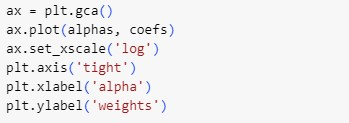 ax = plt.gca()
ax.plot(alphas, coefs)
ax.set_xscale('log')
plt.axis('tight')
plt.xlabel('alpha')
plt.ylabel('weights')